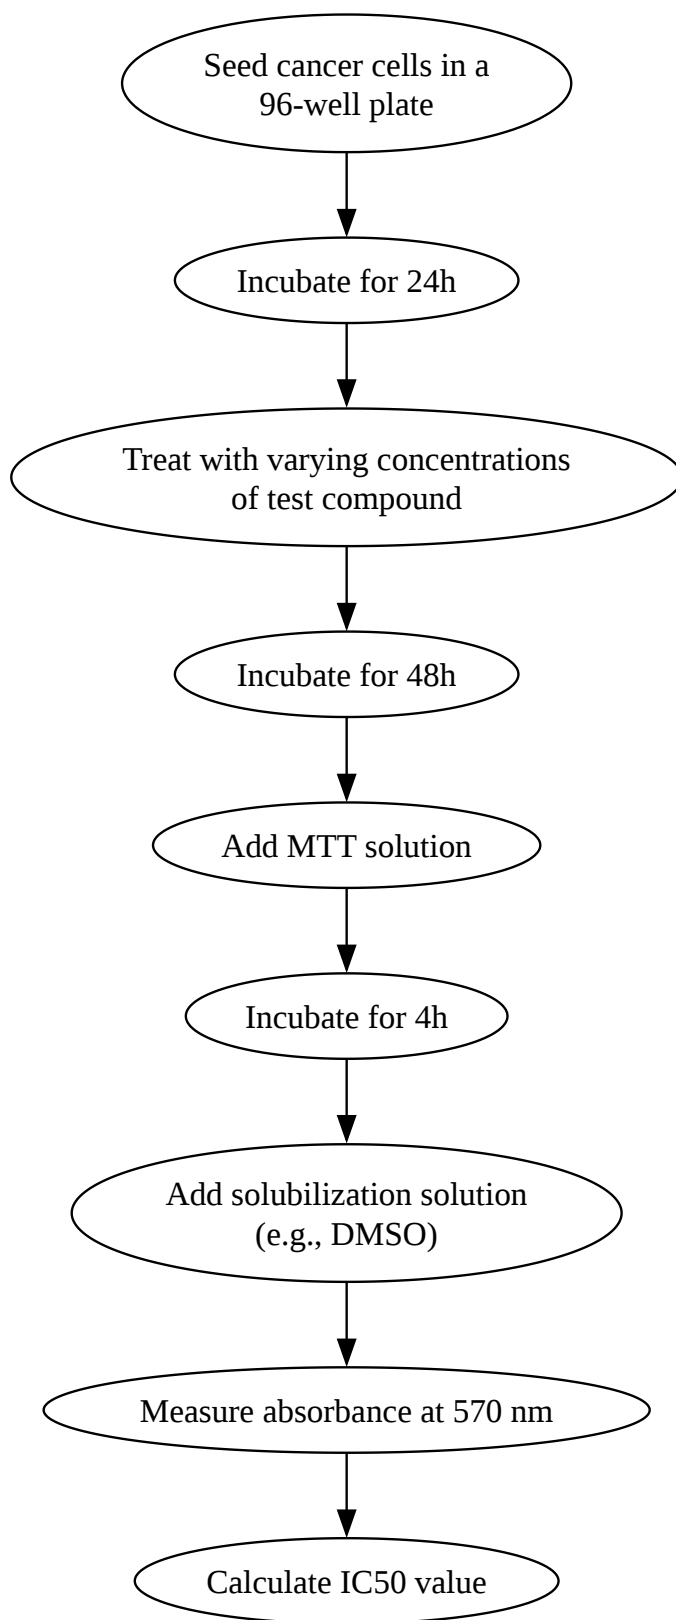 Seed cancer cells in a
96-well plate
Incubate for 24h
Treat with varying concentrations
of test compound
Incubate for 48h
Add MTT solution
Incubate for 4h
Add solubilization solution
(e.g., DMSO)
Measure absorbance at 570 nm
Calculate IC50 value